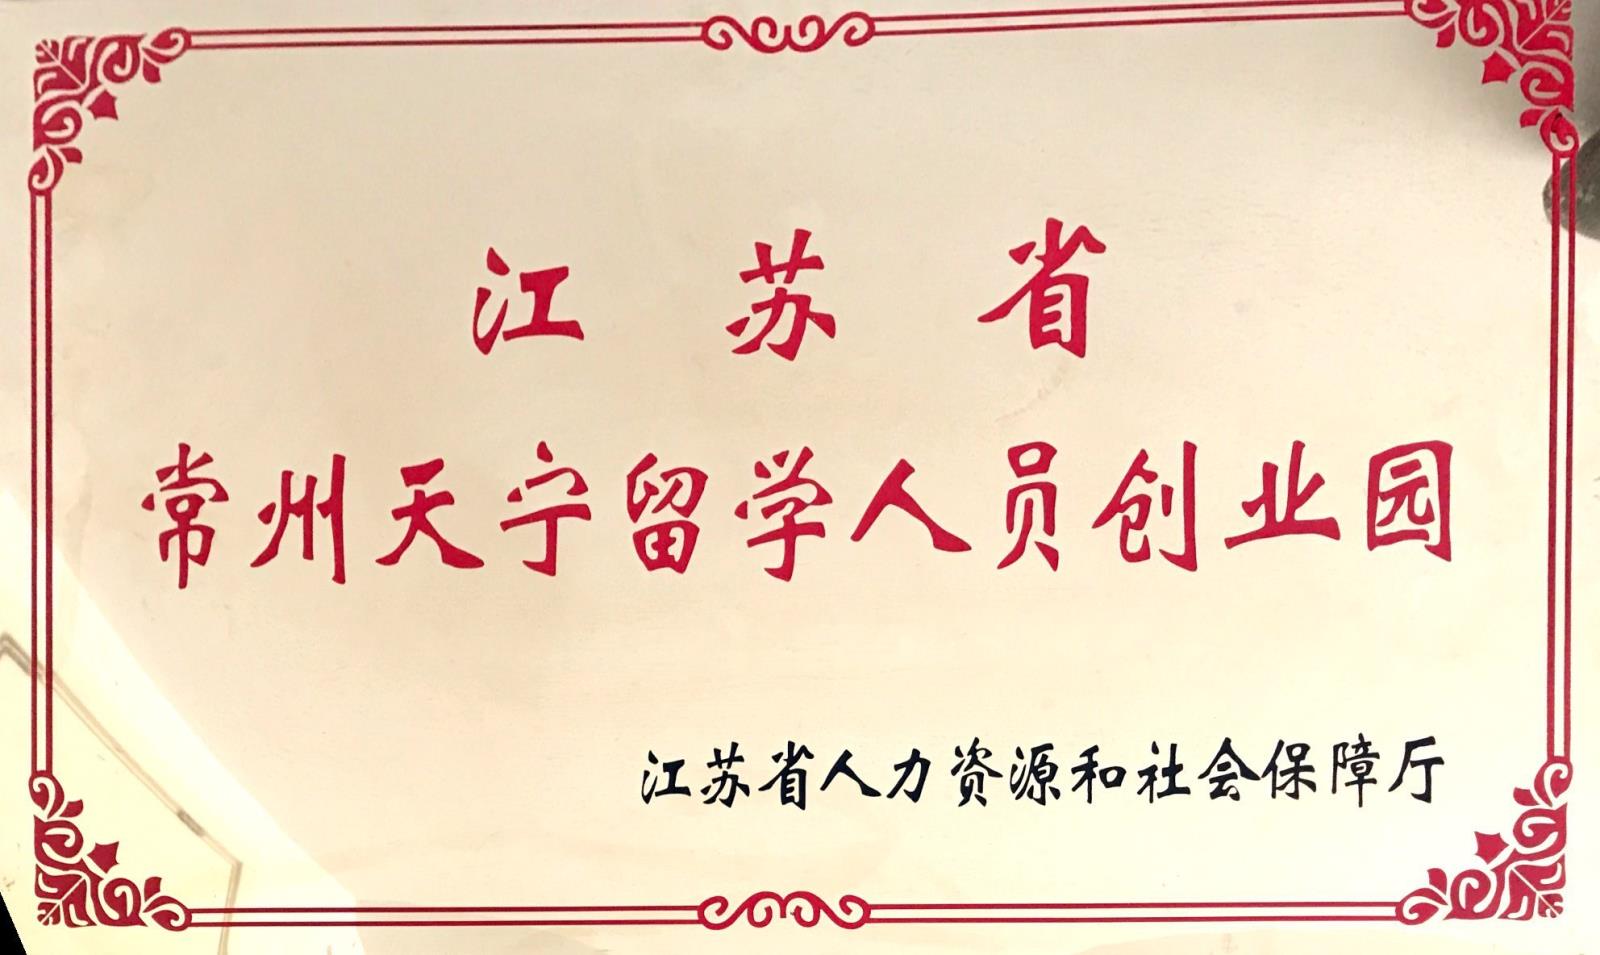 江苏省
常州天宁留学人员创业园
江苏省人力资源和社会保障厅